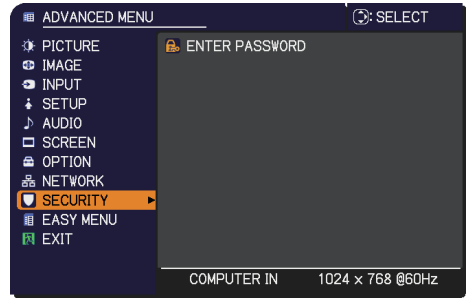 ADVANCED MENU : SELECT
PICTURE ENTER PASSWORD
IMAGE
INPUT
SETUP
AUDIO
SCREEN
OPTION
NETWORK
SECURITY
EASY MENU
EXIT
COMPUTER IN 1024 x 768 @60Hz